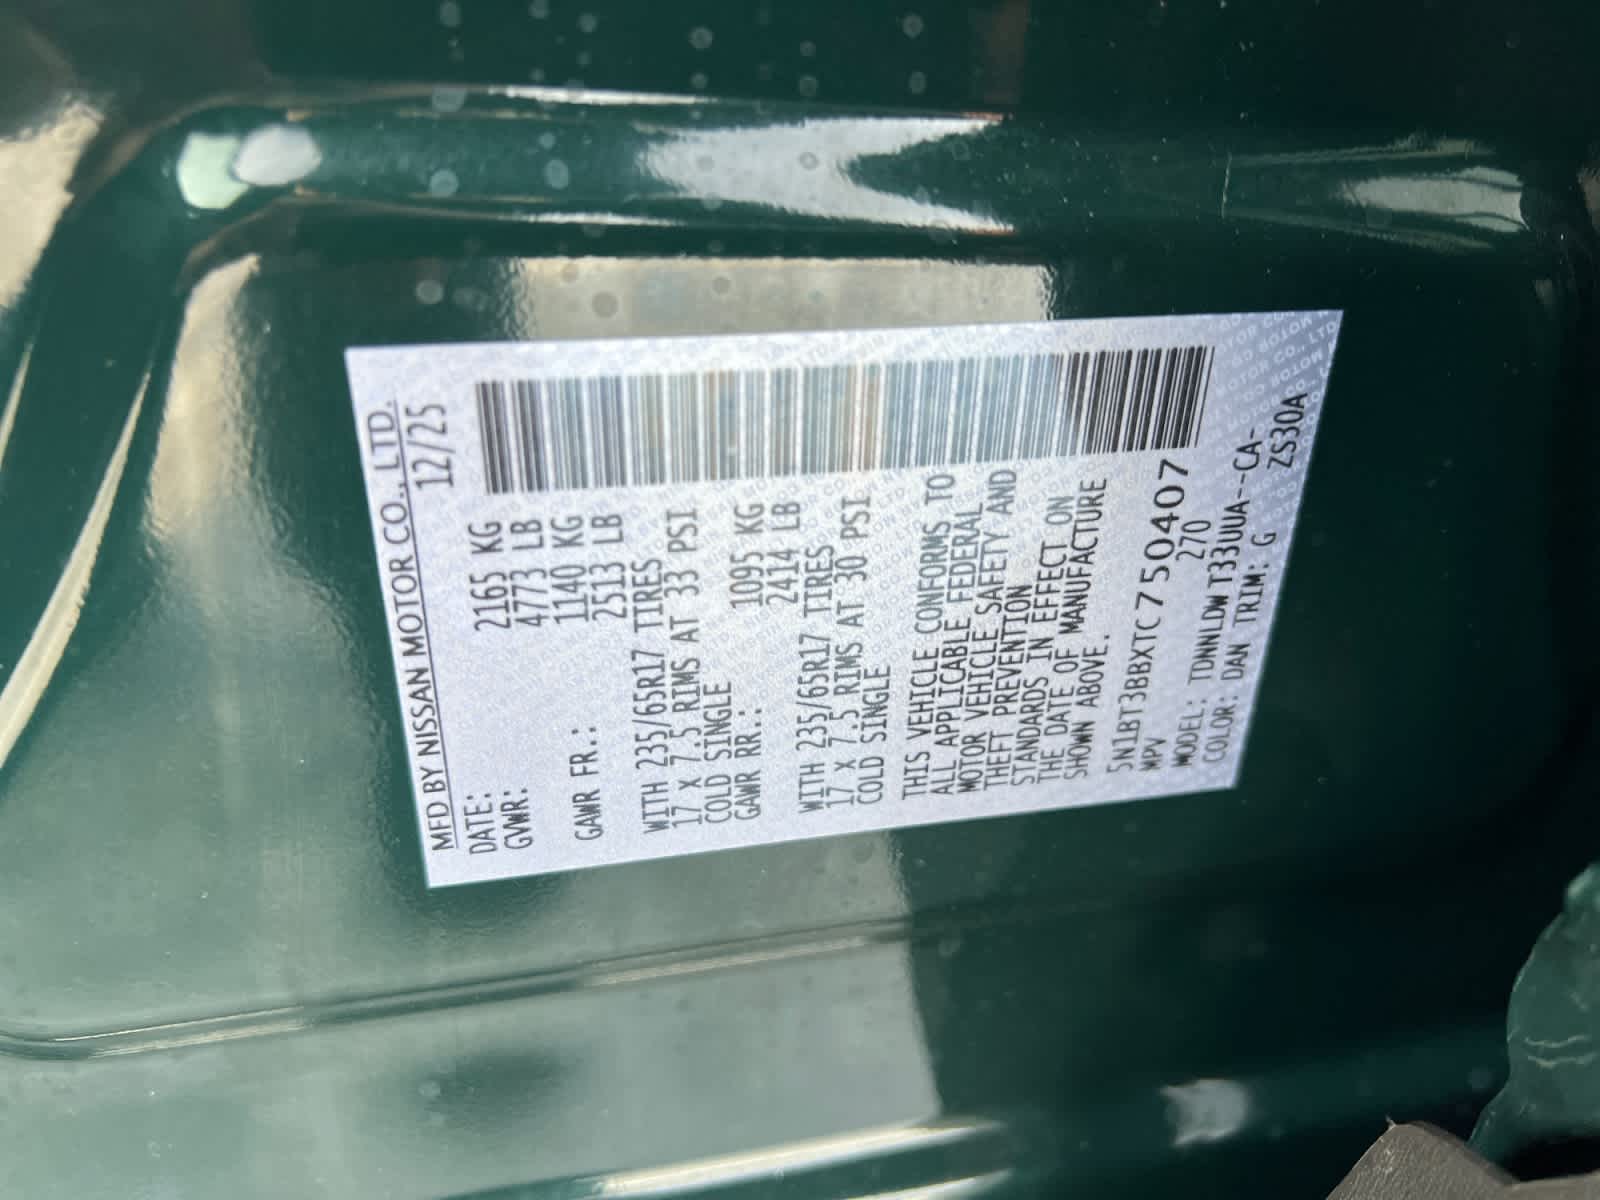 MFD BY NISSAN MOTOR CO., LTD.
DATE: 12/25
GVWR: 2165 KG
4773 LB
GAWR FR.: 1140 KG
2513 LB
WITH 235/65R17 TIRES
17 X 7.5 RIMS AT 33 PSI
COLD SINGLE
GAWR RR.: 1095 KG
2414 LB
WITH 235/65R17 TIRES
17 X 7.5 RIMS AT 30 PSI
COLD SINGLE
THIS VEHICLE CONFORMS TO
ALL APPLICABLE FEDERAL
MOTOR VEHICLE SAFETY AND
THEFT PREVENTION
STANDARDS IN EFFECT ON
THE DATE OF MANUFACTURE
SHOWN ABOVE.
5N1BT3BBXTC750407
MPV 270
MODEL: TDNNLDW T33UUA--CA-
COLOR: DAN TRIM: G ZS30A